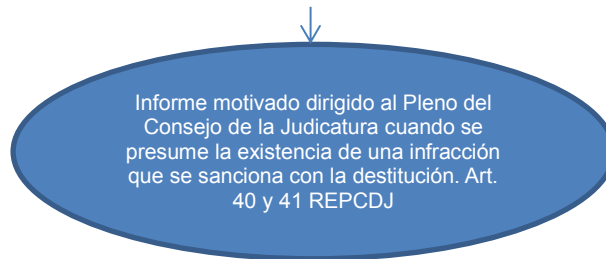 Informe motivado dirigido al Pleno del
Consejo de la Judicatura cuando se
presume la existencia de una infracción
que se sanciona con la destitución. Art.
40 y 41 REPCDJ